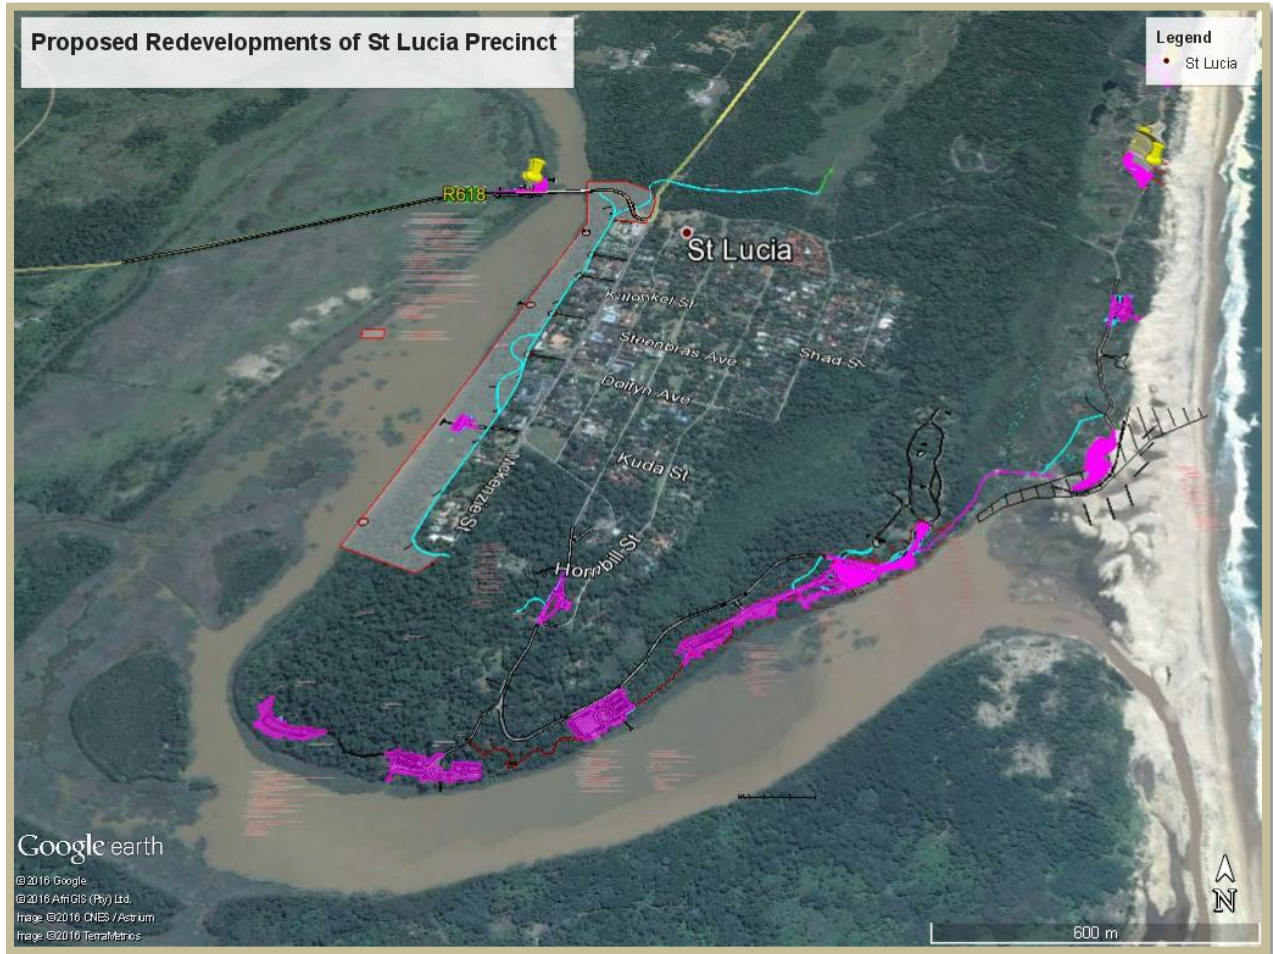 Proposed Redevelopments of St Lucia Precinct
Legend
St Lucia
R618
St Lucia
Katonkel St
Steenbras Ave
Shad St
Dolfyn Ave
Kuda St
Mckenzie St
Hornbill St
Google earth
©2016 Google
©2016 AfriGIS (Pty) Ltd.
Image ©2016 CNES / Astrium
Image ©2016 TerraMetrics
N
600 m